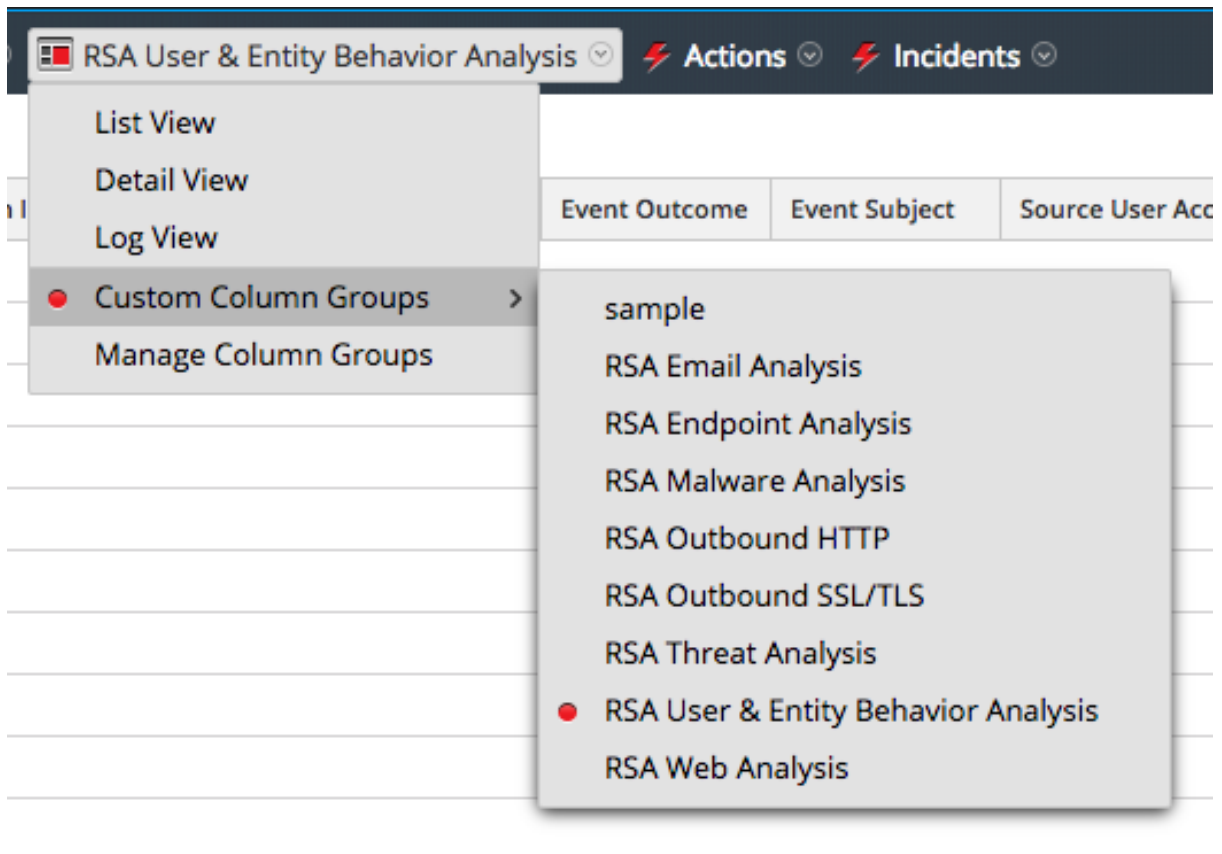 RSA User & Entity Behavior Analysis Actions Incidents
List View
Detail View
Log View
Custom Column Groups
Manage Column Groups
Event Outcome Event Subject Source User
sample
RSA Email Analysis
RSA Endpoint Analysis
RSA Malware Analysis
RSA Outbound HTTP
RSA Outbound SSL/TLS
RSA Threat Analysis
RSA User & Entity Behavior Analysis
RSA Web Analysis